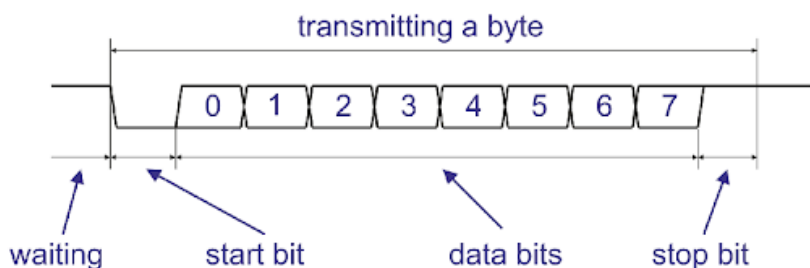 transmitting a byte
0 1 2 3 4 5 6 7
waiting start bit data bits stop bit